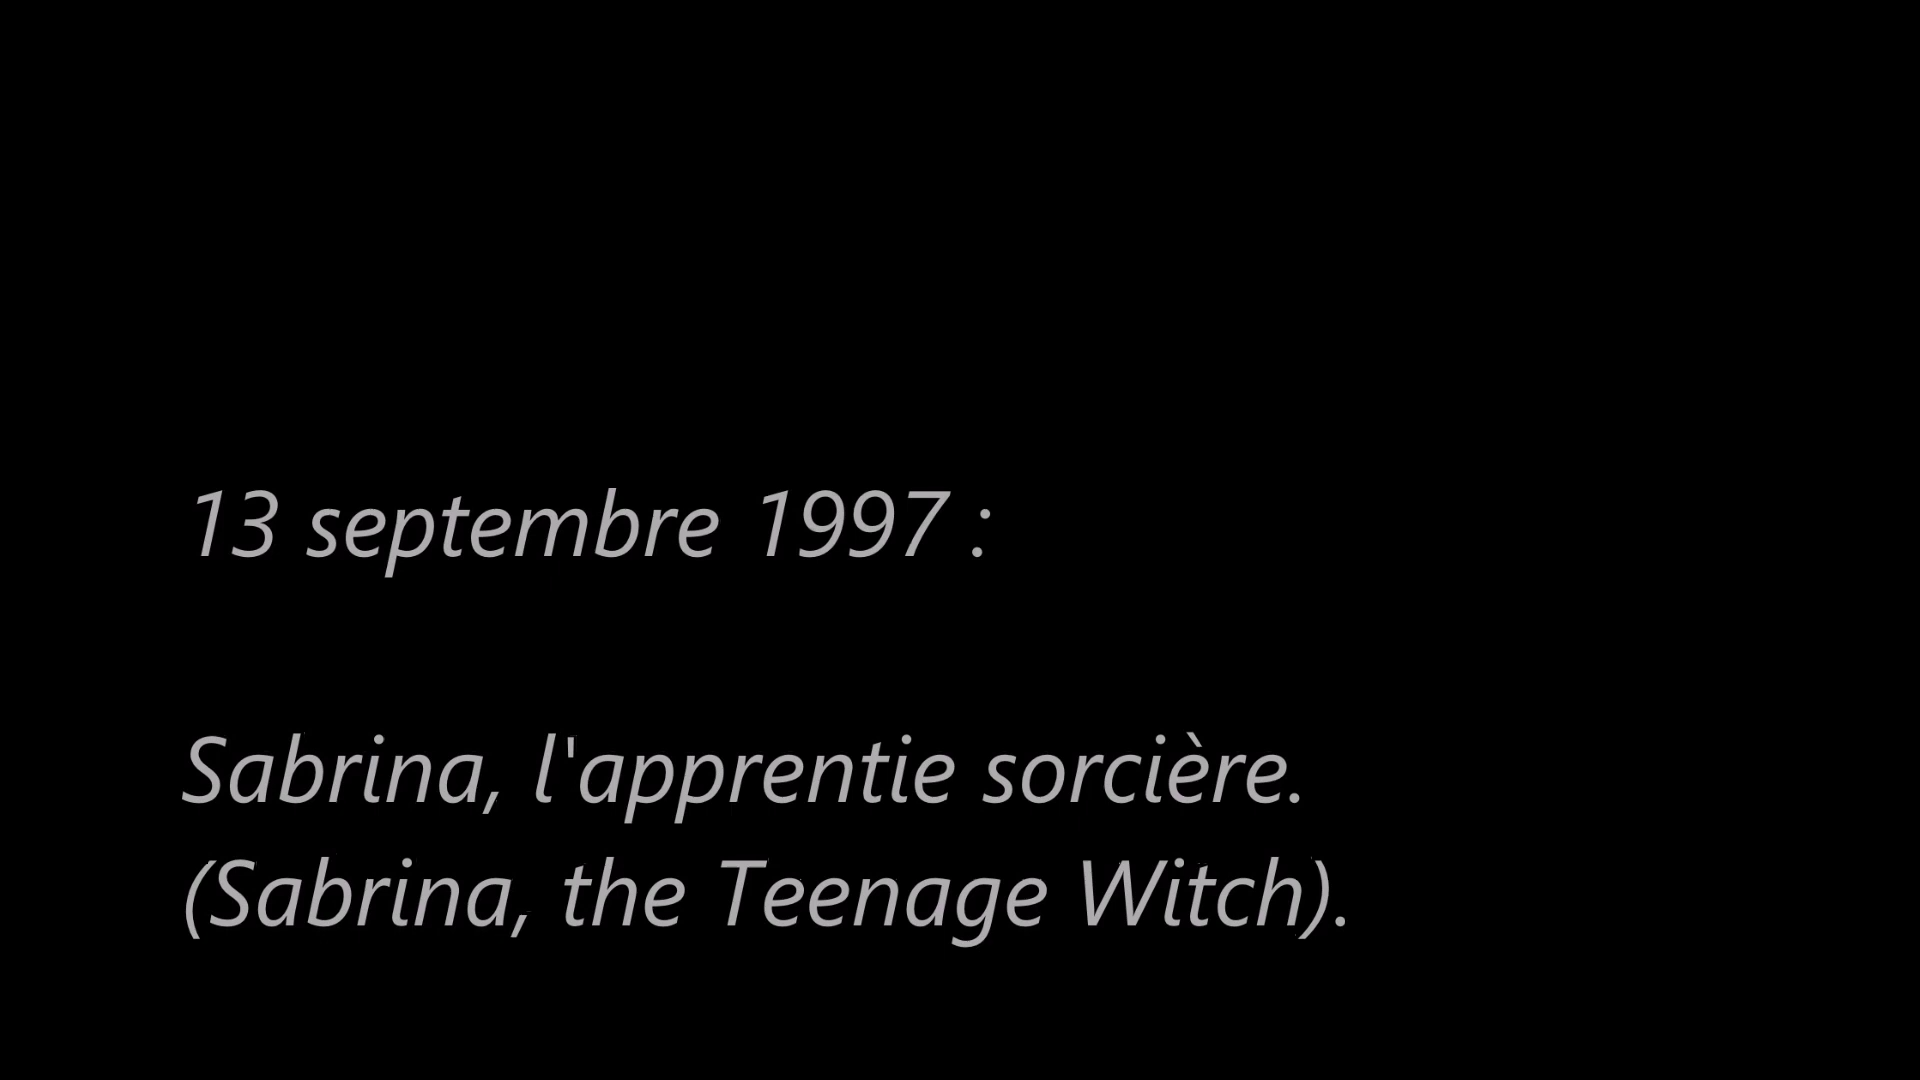 13 septembre 1997 :
Sabrina, l'apprentie sorcière.
(Sabrina, the Teenage Witch).